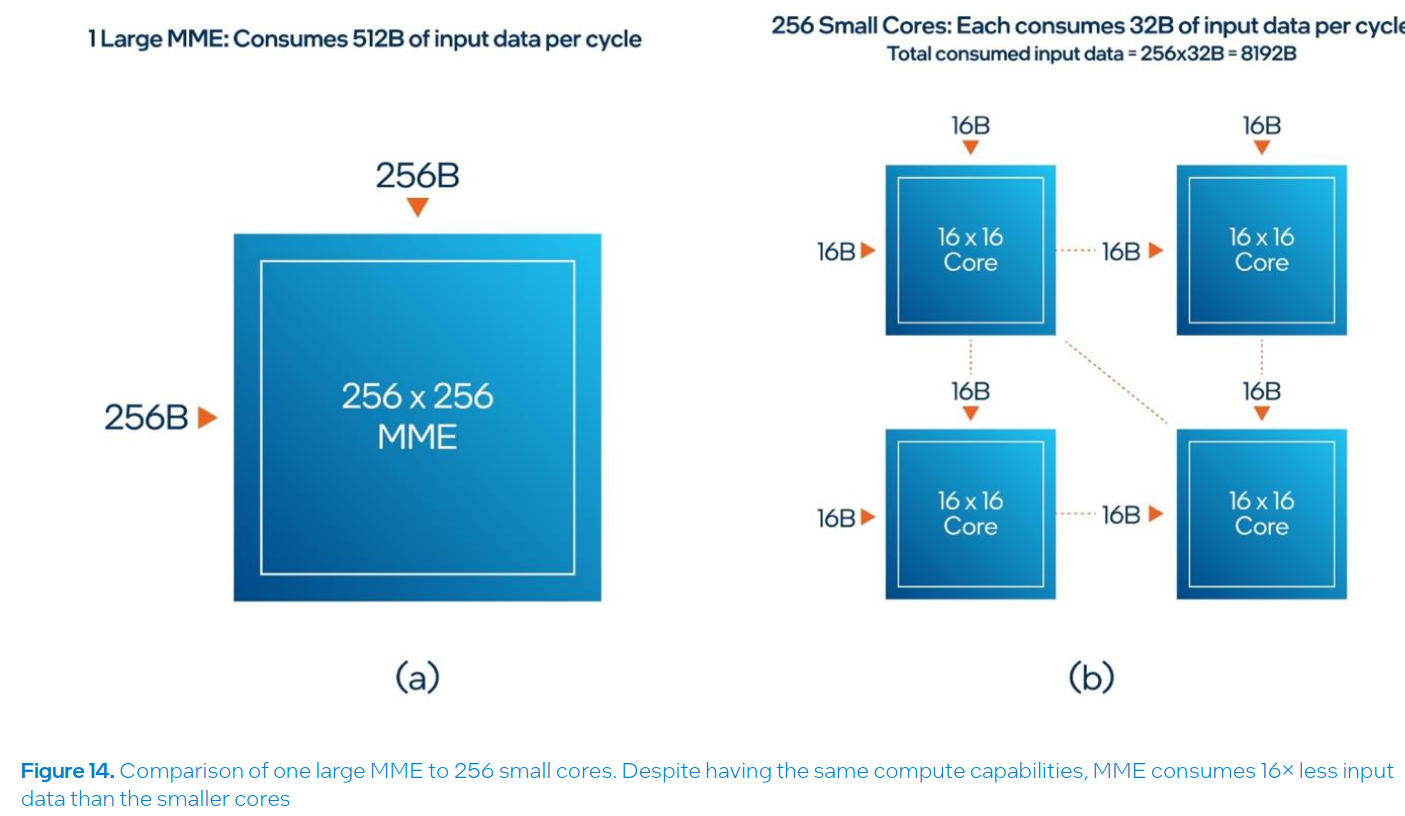 1 Large MME: Consumes 512B of input data per cycle
256B
256B
256 x 256
MME
(a)
256 Small Cores: Each consumes 32B of input data per cycle
Total consumed input data = 256x32B = 8192B
16B
16B
16B
16 x 16
Core
16B
16 x 16
Core
16B
16B
16B
16 x 16
Core
16B
16 x 16
Core
(b)
Figure 14. Comparison of one large MME to 256 small cores. Despite having the same compute capabilities, MME consumes 16× less input
data than the smaller cores